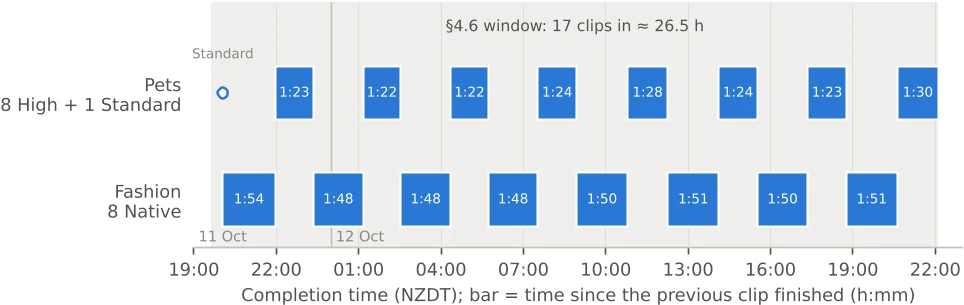 §4.6 window: 17 clips in ≈ 26.5 h
Standard
Pets
8 High + 1 Standard
1:23 1:22 1:22 1:24 1:28 1:24 1:23 1:30
Fashion
8 Native
1:54 1:48 1:48 1:48 1:50 1:51 1:50 1:51
11 Oct 12 Oct
19:00 22:00 01:00 04:00 07:00 10:00 13:00 16:00 19:00 22:00
Completion time (NZDT); bar = time since the previous clip finished (h:mm)